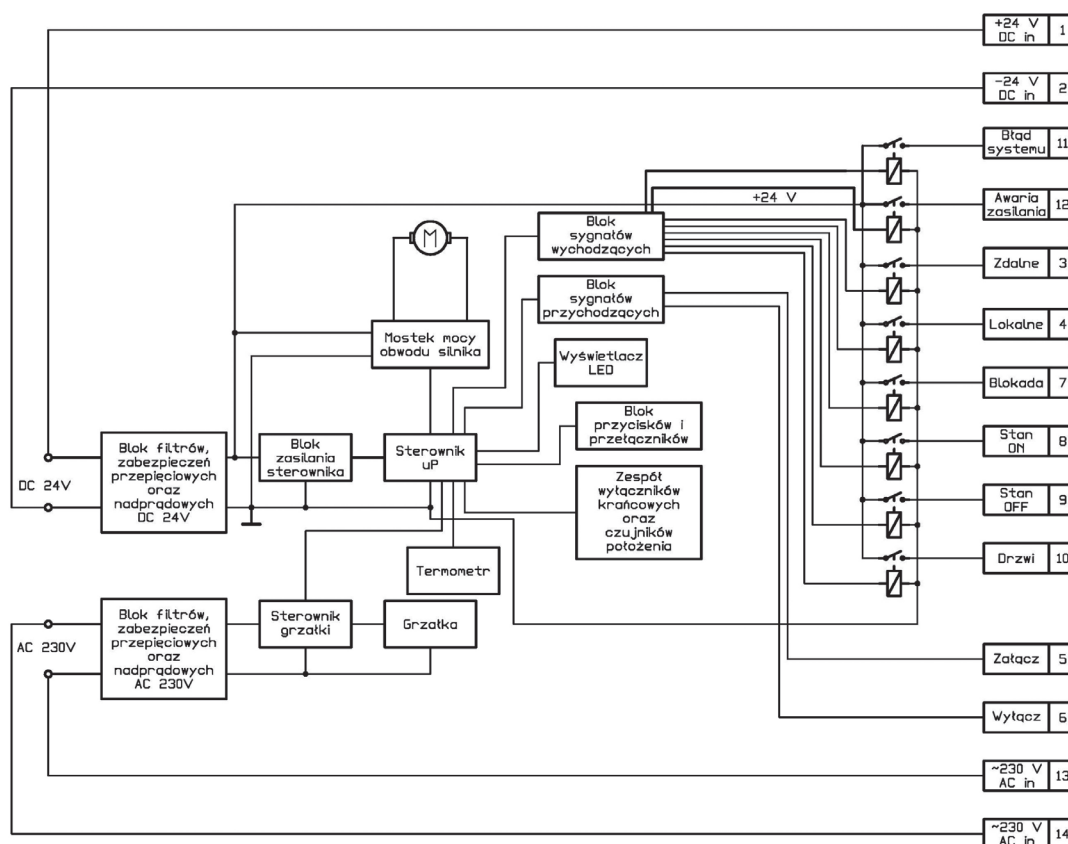 +24 V
DC in
1
-24 V
DC in
2
Błąd
systemu
11
Awaria
zasilania
12
Zdalne
3
Lokalne
4
Blokada
7
Stan
ON
8
Stan
OFF
9
Drzwi
10
Załącz
5
Wyłącz
6
~230 V
AC in
13
~230 V
AC in
14
+24 V
Blok
sygnałów
wychodzących
Blok
sygnałów
przychodzących
M
Mostek mocy
obwodu silnika
Wyświetlacz
LED
Blok
przycisków i
przełączników
Zespół
wyłączników
krańcowych
oraz
czujników
położenia
DC 24V
Blok filtrów,
zabezpieczeń
przepięciowych
oraz
nadprądowych
DC 24V
Blok
zasilania
sterownika
Sterownik
uP
Termometr
AC 230V
Blok filtrów,
zabezpieczeń
przepięciowych
oraz
nadprądowych
AC 230V
Sterownik
grzałki
Grzałka